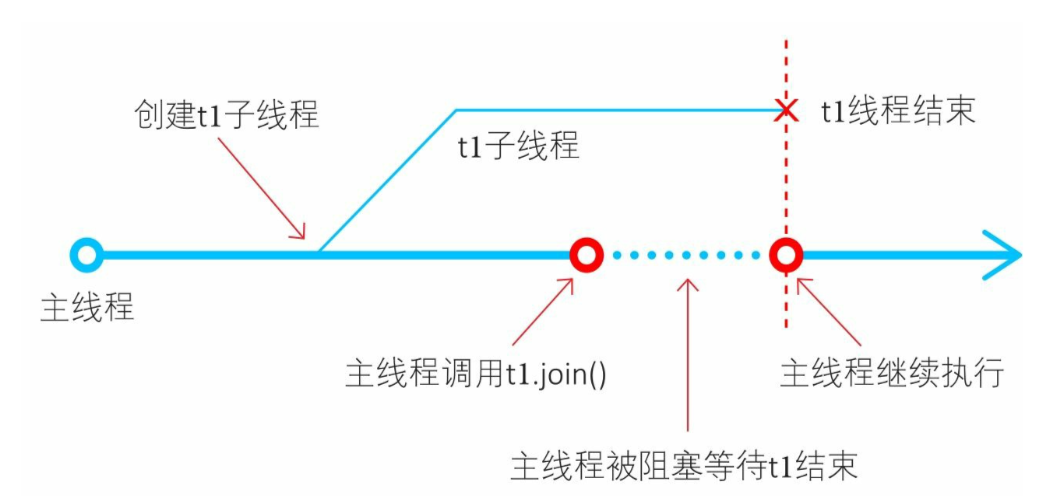 创建t1子线程
t1线程结束
t1子线程
主线程
主线程调用t1.join()
主线程继续执行
主线程被阻塞等待t1结束